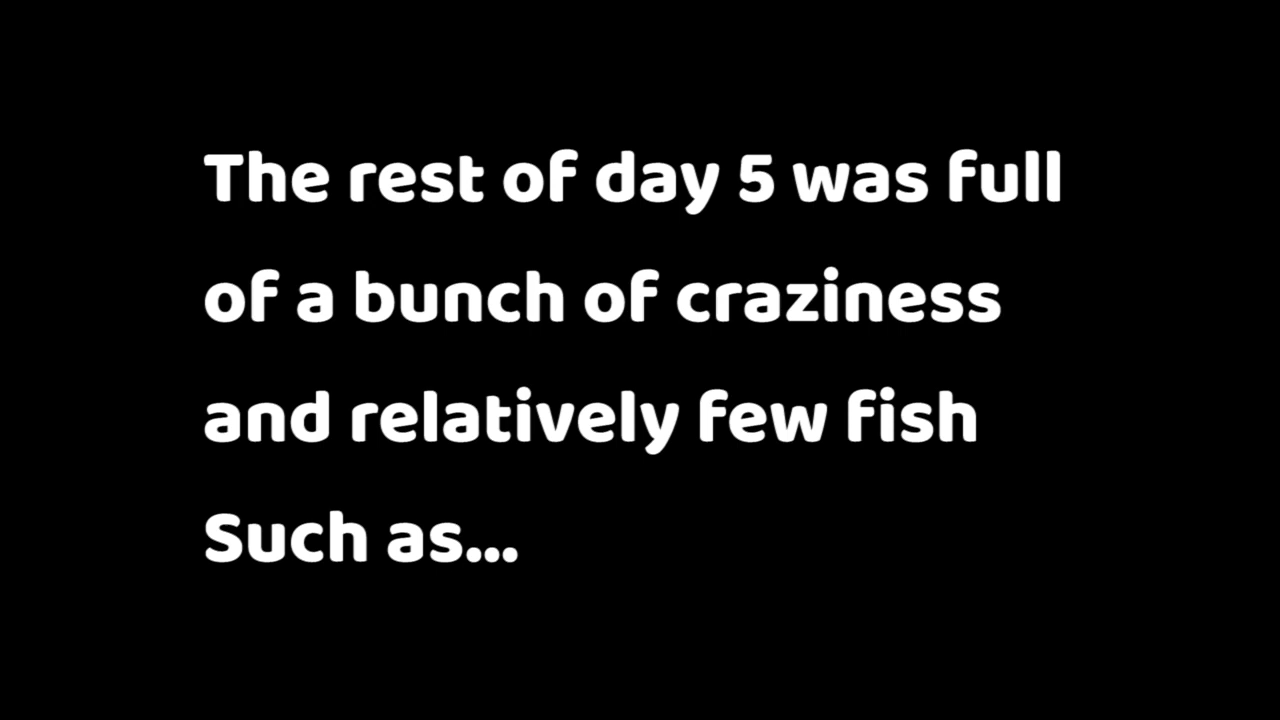 The rest of day 5 was full
of a bunch of craziness
and relatively few fish
Such as...